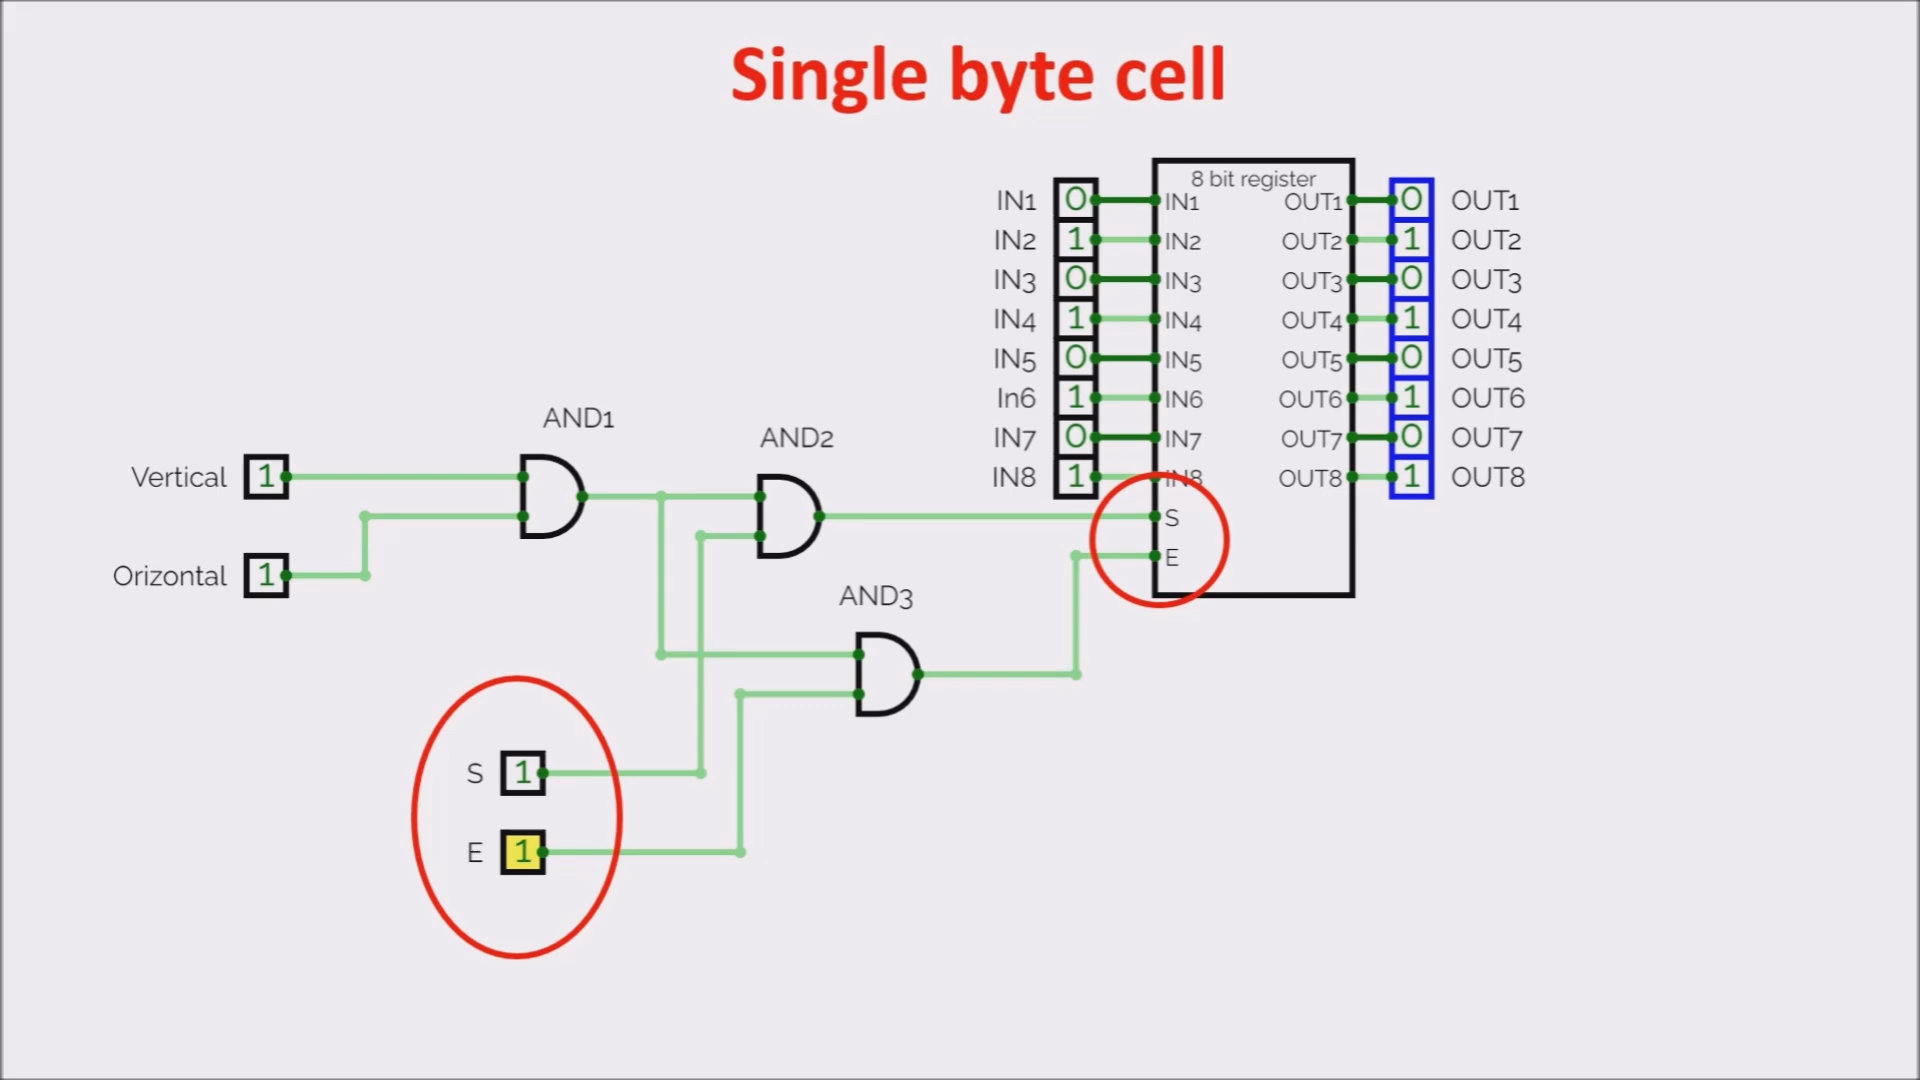 Single byte cell
8 bit register
IN1 0 IN1 OUT1 0 OUT1
IN2 1 IN2 OUT2 1 OUT2
IN3 0 IN3 OUT3 0 OUT3
IN4 1 IN4 OUT4 1 OUT4
IN5 0 IN5 OUT5 0 OUT5
In6 1 IN6 OUT6 1 OUT6
AND1
AND2
IN7 0 IN7 OUT7 0 OUT7
Vertical 1
IN8 1 IN8 OUT8 1 OUT8
S
E
Orizontal 1
AND3
S 1
E 1